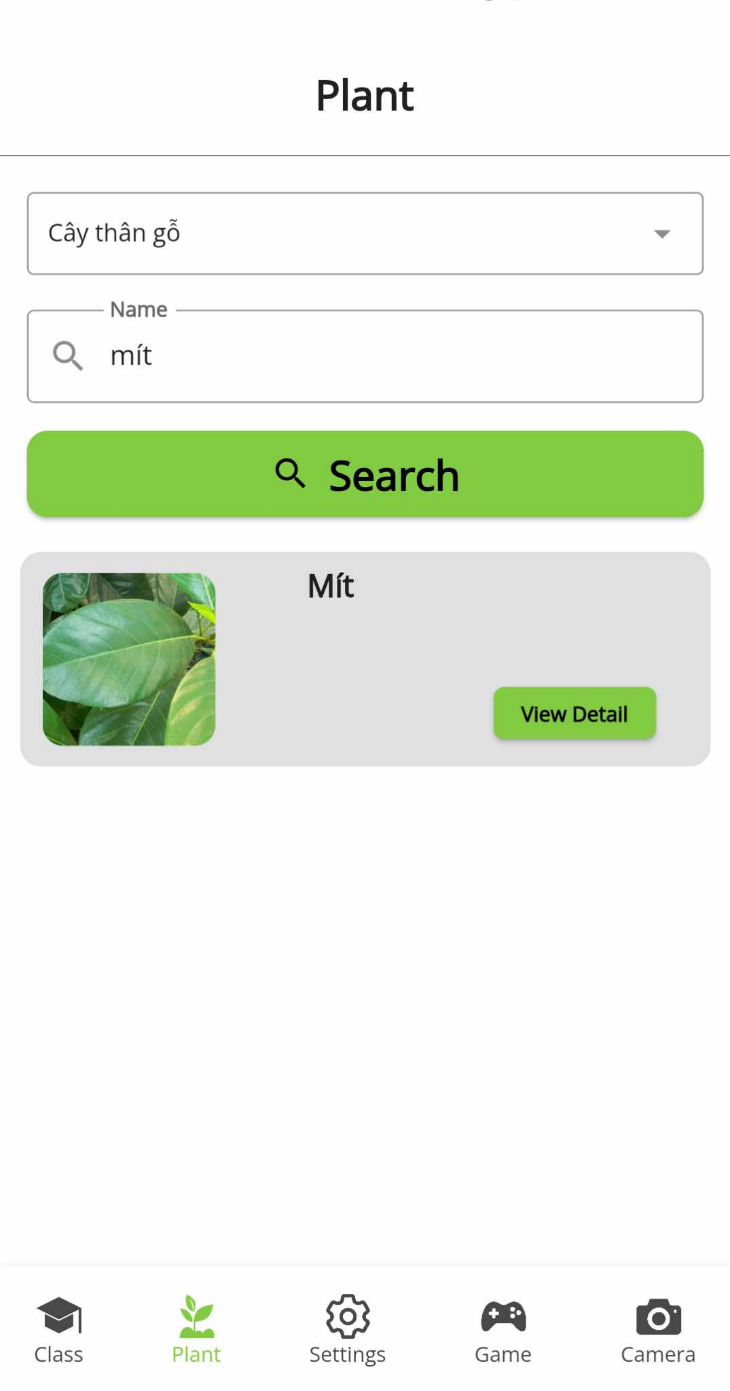 Plant
Cây thân gỗ
Name
mít
Search
Mít
View Detail
Class
Plant
Settings
Game
Camera